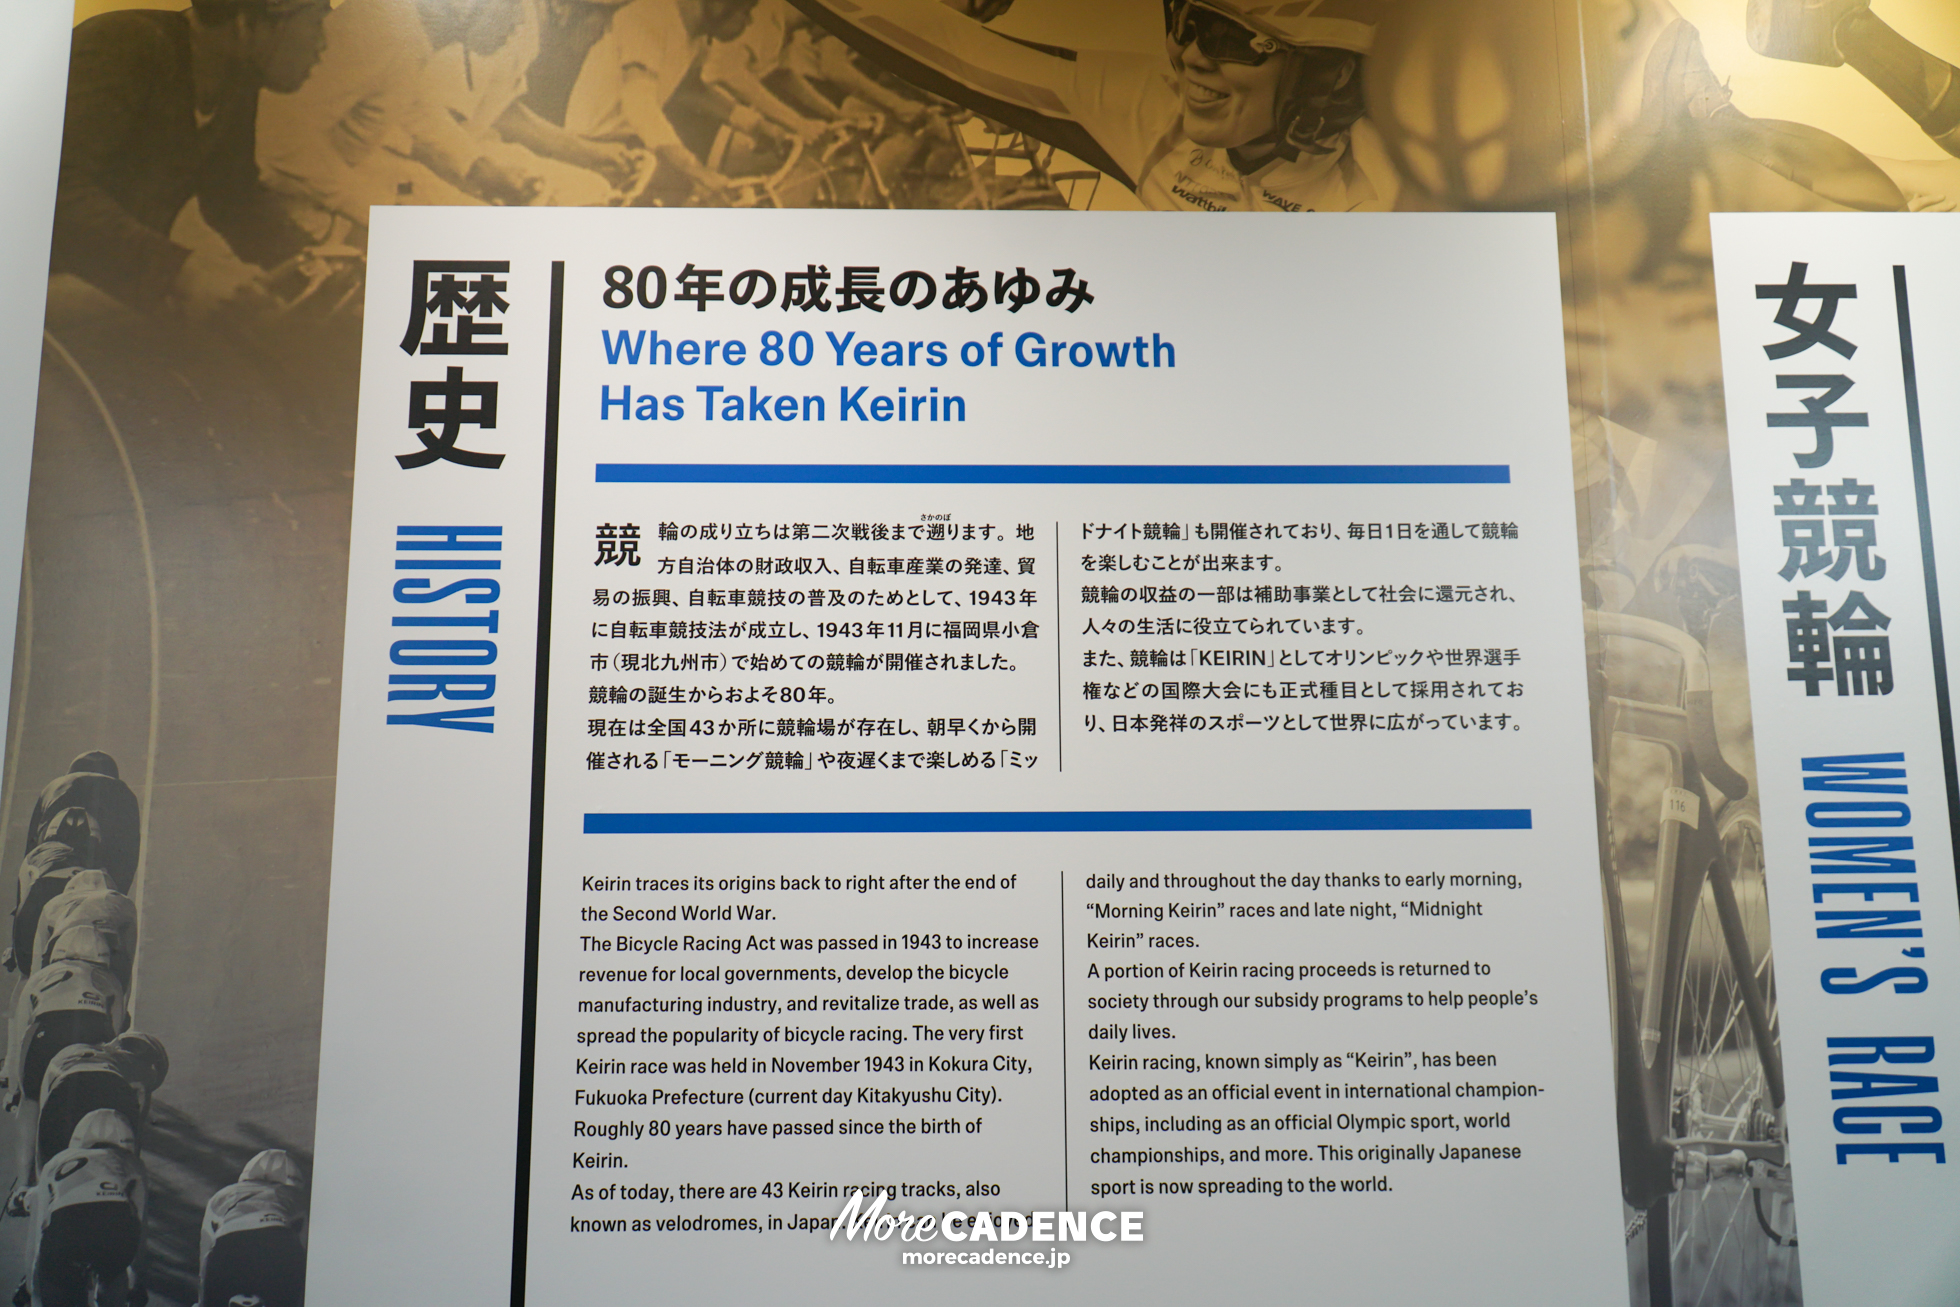 歴史
HISTORY
80年の成長のあゆみ
Where 80 Years of Growth
Has Taken Keirin
さかのぼ
競輪の成り立ちは第二次戦後まで遡ります。地
方自治体の財政収入、自転車産業の発達、貿
易の振興、自転車競技の普及のためとして、1943年
に自転車競技法が成立し、1943年11月に福岡県小倉
市（現北九州市）で始めての競輪が開催されました。
競輪の誕生からおよそ80年。
現在は全国43か所に競輪場が存在し、朝早くから開
催される「モーニング競輪」や夜遅くまで楽しめる「ミッ
ドナイト競輪」も開催されており、毎日1日を通して競輪
を楽しむことが出来ます。
競輪の収益の一部は補助事業として社会に還元され、
人々の生活に役立てられています。
また、競輪は「KEIRIN」としてオリンピックや世界選手
権などの国際大会にも正式種目として採用されてお
り、日本発祥のスポーツとして世界に広がっています。
Keirin traces its origins back to right after the end of
the Second World War.
The Bicycle Racing Act was passed in 1943 to increase
revenue for local governments, develop the bicycle
manufacturing industry, and revitalize trade, as well as
spread the popularity of bicycle racing. The very first
Keirin race was held in November 1943 in Kokura City,
Fukuoka Prefecture (current day Kitakyushu City).
Roughly 80 years have passed since the birth of
Keirin.
As of today, there are 43 Keirin racing tracks, also
known as velodromes, in Japan. Keirin can be enjoyed
daily and throughout the day thanks to early morning,
“Morning Keirin” races and late night, “Midnight
Keirin” races.
A portion of Keirin racing proceeds is returned to
society through our subsidy programs to help people’s
daily lives.
Keirin racing, known simply as “Keirin”, has been
adopted as an official event in international champion-
ships, including as an official Olympic sport, world
championships, and more. This originally Japanese
sport is now spreading to the world.
女子競輪
WOMEN'S RACE
wattbike
WAVE
116
More CADENCE
morecadence.jp